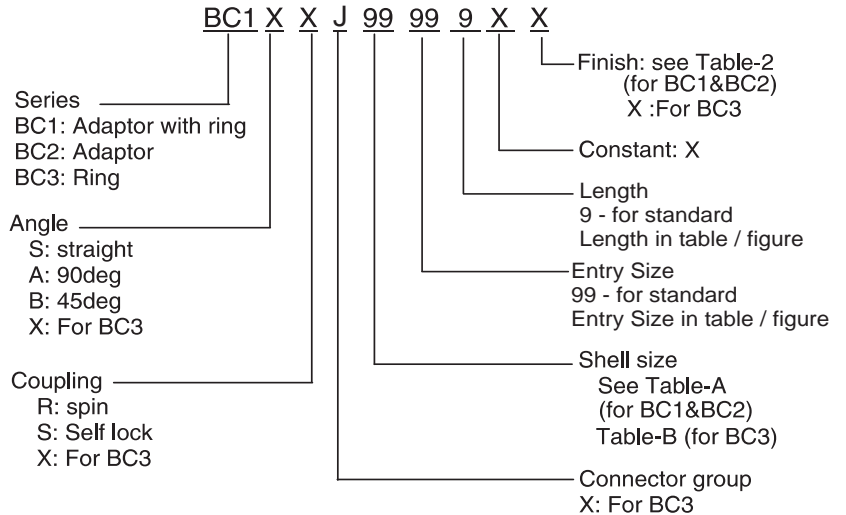 BC1 X X J 99 99 9 X X
Finish: see Table-2
(for BC1&BC2)
X :For BC3
Series
BC1: Adaptor with ring
BC2: Adaptor
BC3: Ring
Constant: X
Length
9 - for standard
Length in table / figure
Angle
S: straight
A: 90deg
B: 45deg
X: For BC3
Entry Size
99 - for standard
Entry Size in table / figure
Shell size
See Table-A
(for BC1&BC2)
Table-B (for BC3)
Coupling
R: spin
S: Self lock
X: For BC3
Connector group
X: For BC3